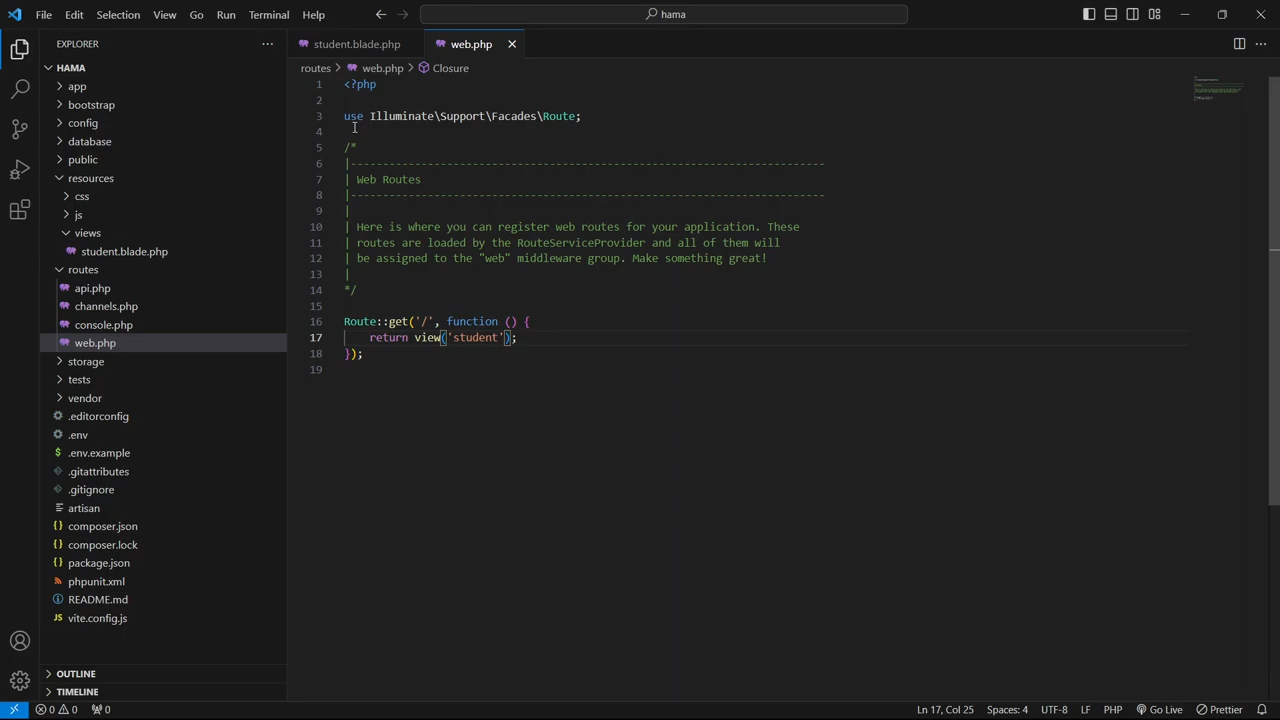 File Edit Selection View Go Run Terminal Help
hama
EXPLORER
HAMA
app
bootstrap
config
database
public
resources
css
js
views
student.blade.php
routes
api.php
channels.php
console.php
web.php
storage
tests
vendor
.editorconfig
.env
$ .env.example
.gitattributes
.gitignore
artisan
{} composer.json
{} composer.lock
{} package.json
phpunit.xml
README.md
JS vite.config.js
OUTLINE
TIMELINE
student.blade.php web.php
routes > web.php > Closure
1 <?php
2
3 use Illuminate\Support\Facades\Route;
4
5 /*
6 |--------------------------------------------------------------------------
7 | Web Routes
8 |--------------------------------------------------------------------------
9 |
10 | Here is where you can register web routes for your application. These
11 | routes are loaded by the RouteServiceProvider and all of them will
12 | be assigned to the "web" middleware group. Make something great!
13 |
14 */
15
16 Route::get('/', function () {
17 return view('student');
18 });
19
0 0 0 Ln 17, Col 25 Spaces: 4 UTF-8 LF PHP Go Live Prettier